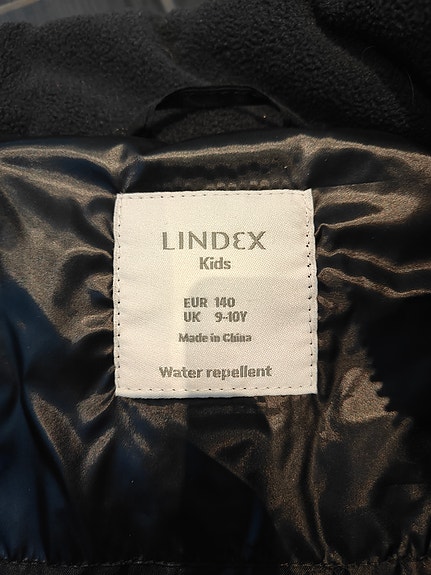 LINDEX
Kids
EUR 140
UK 9-10Y
Made in China
Water repellent